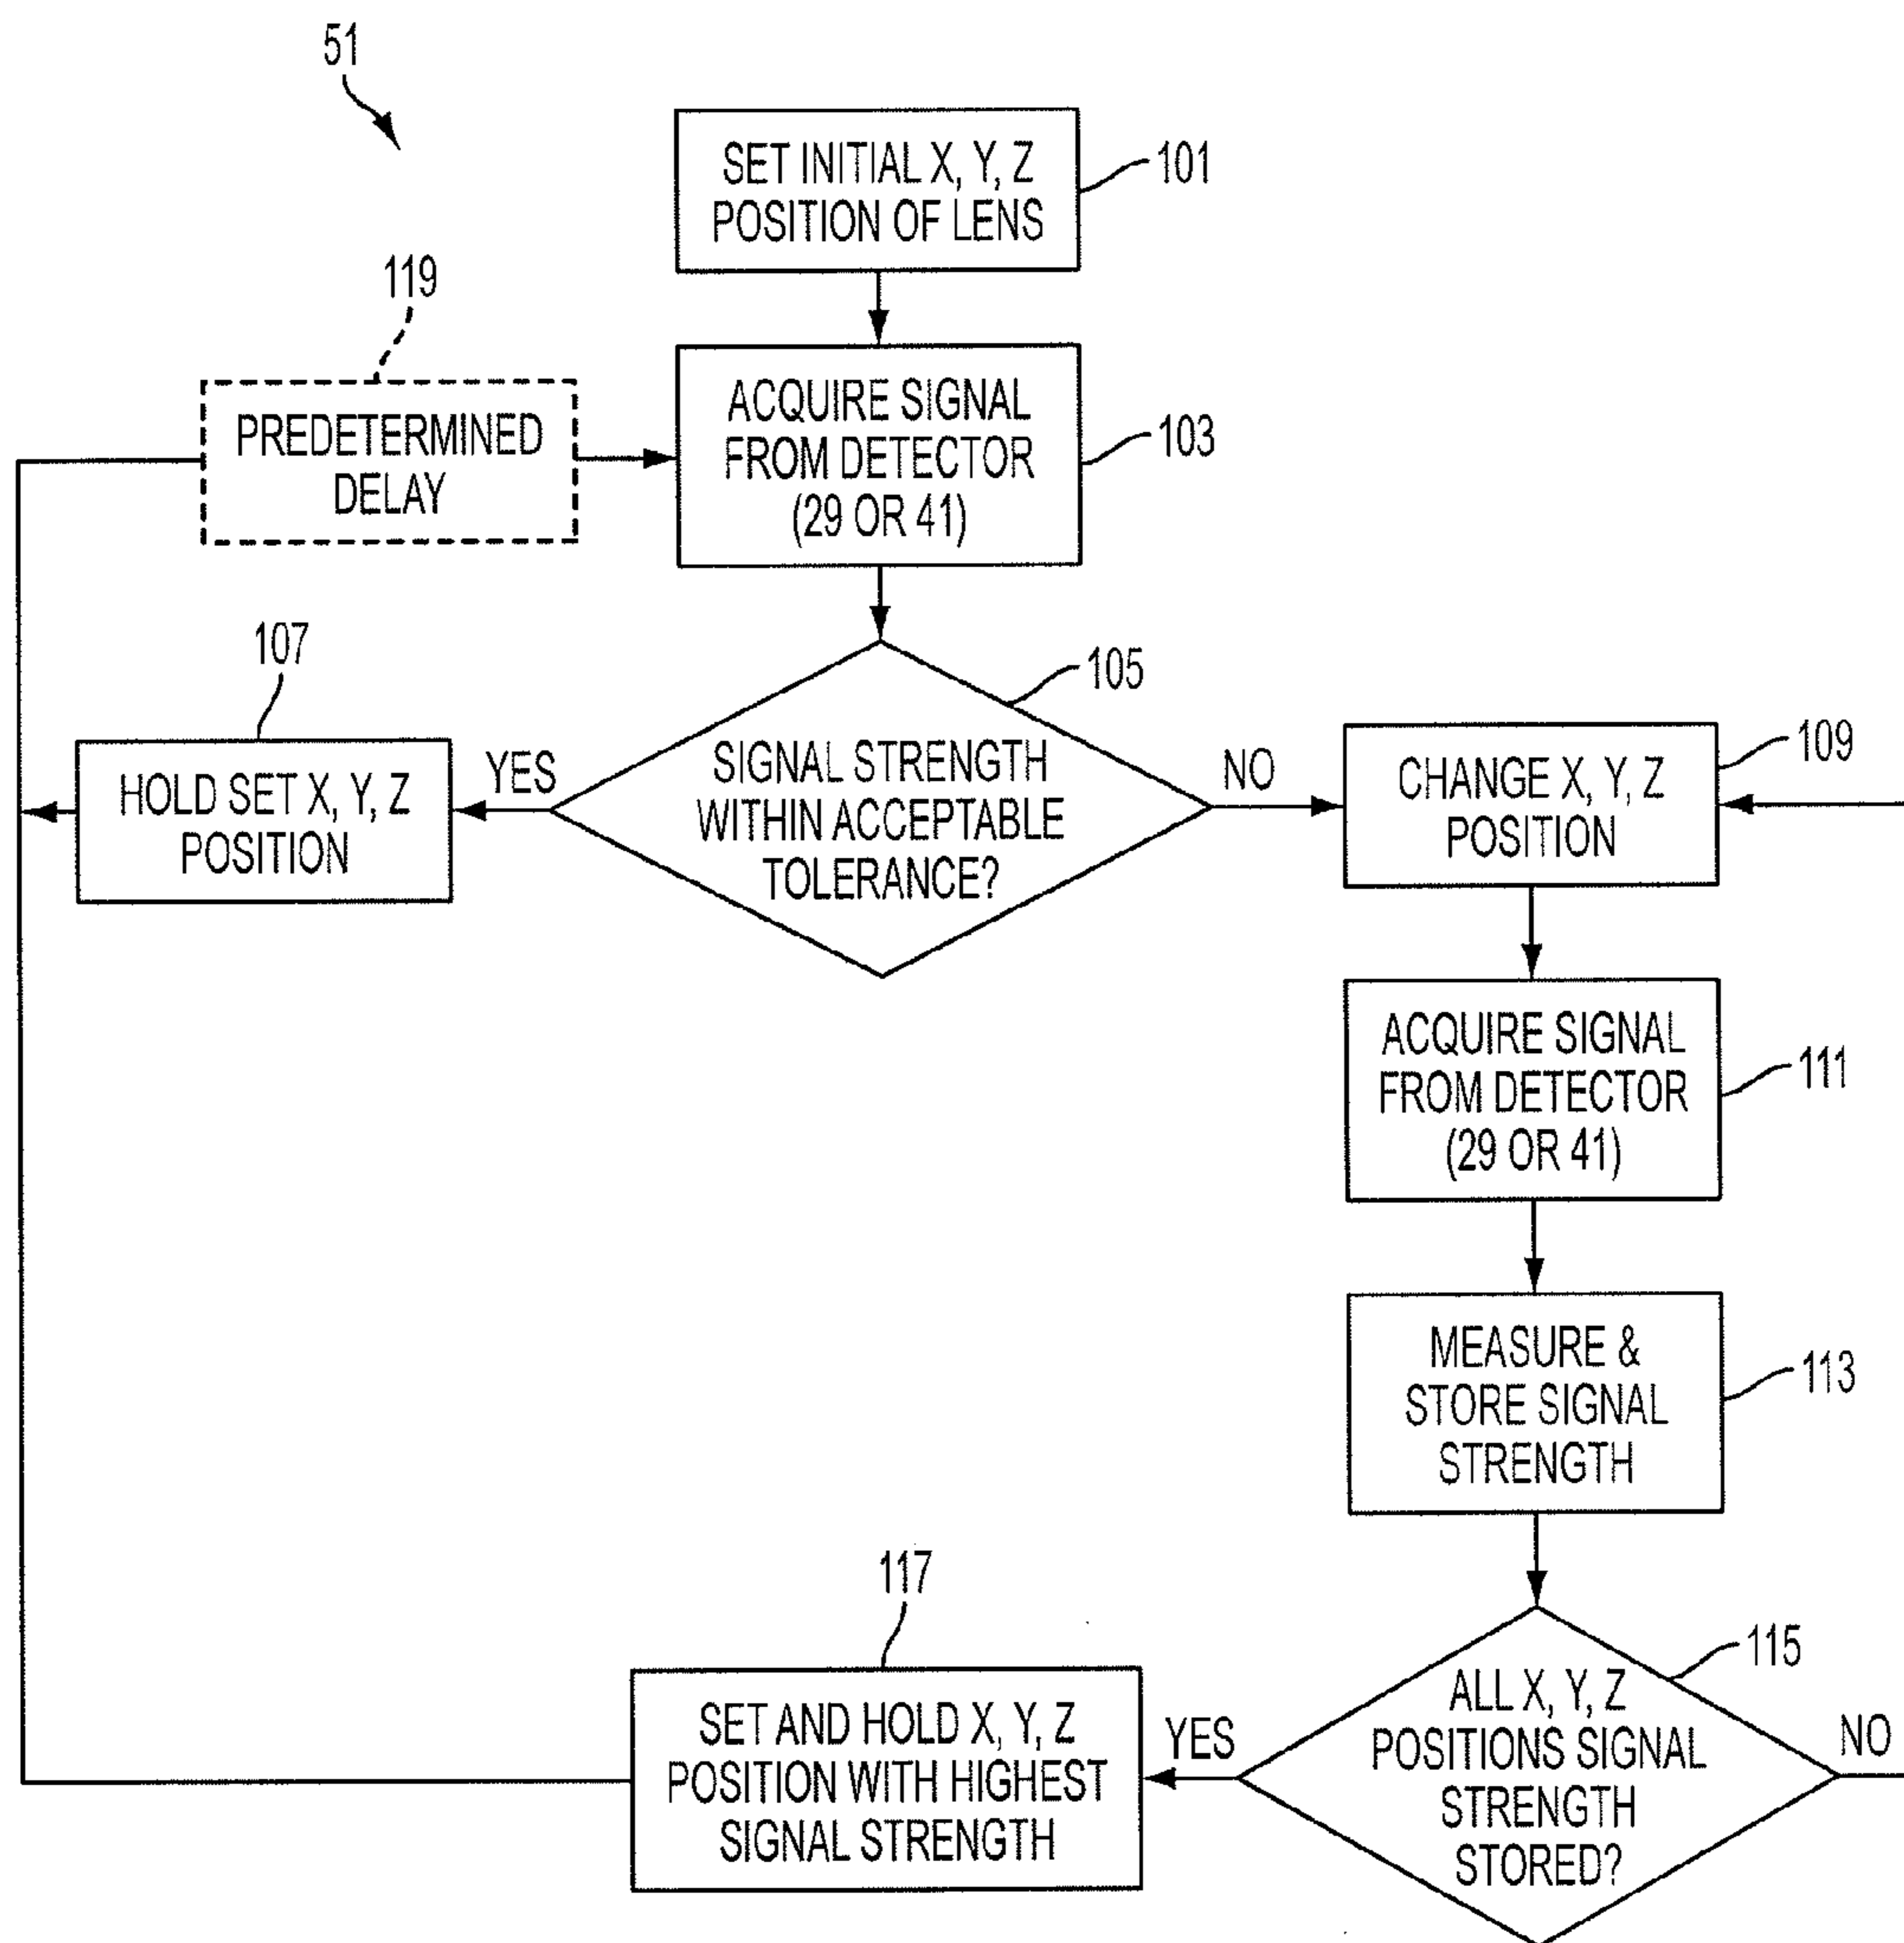 51
SET INITIAL X, Y, Z
POSITION OF LENS
101
119
PREDETERMINED
DELAY
ACQUIRE SIGNAL
FROM DETECTOR
(29 OR 41)
103
107
HOLD SET X, Y, Z
POSITION
YES
SIGNAL STRENGTH
WITHIN ACCEPTABLE
TOLERANCE?
105
NO
CHANGE X, Y, Z
POSITION
109
ACQUIRE SIGNAL
FROM DETECTOR
(29 OR 41)
111
MEASURE &
STORE SIGNAL
STRENGTH
113
117
SET AND HOLD X, Y, Z
POSITION WITH HIGHEST
SIGNAL STRENGTH
YES
ALL X, Y, Z
POSITIONS SIGNAL
STRENGTH
STORED?
115
NO